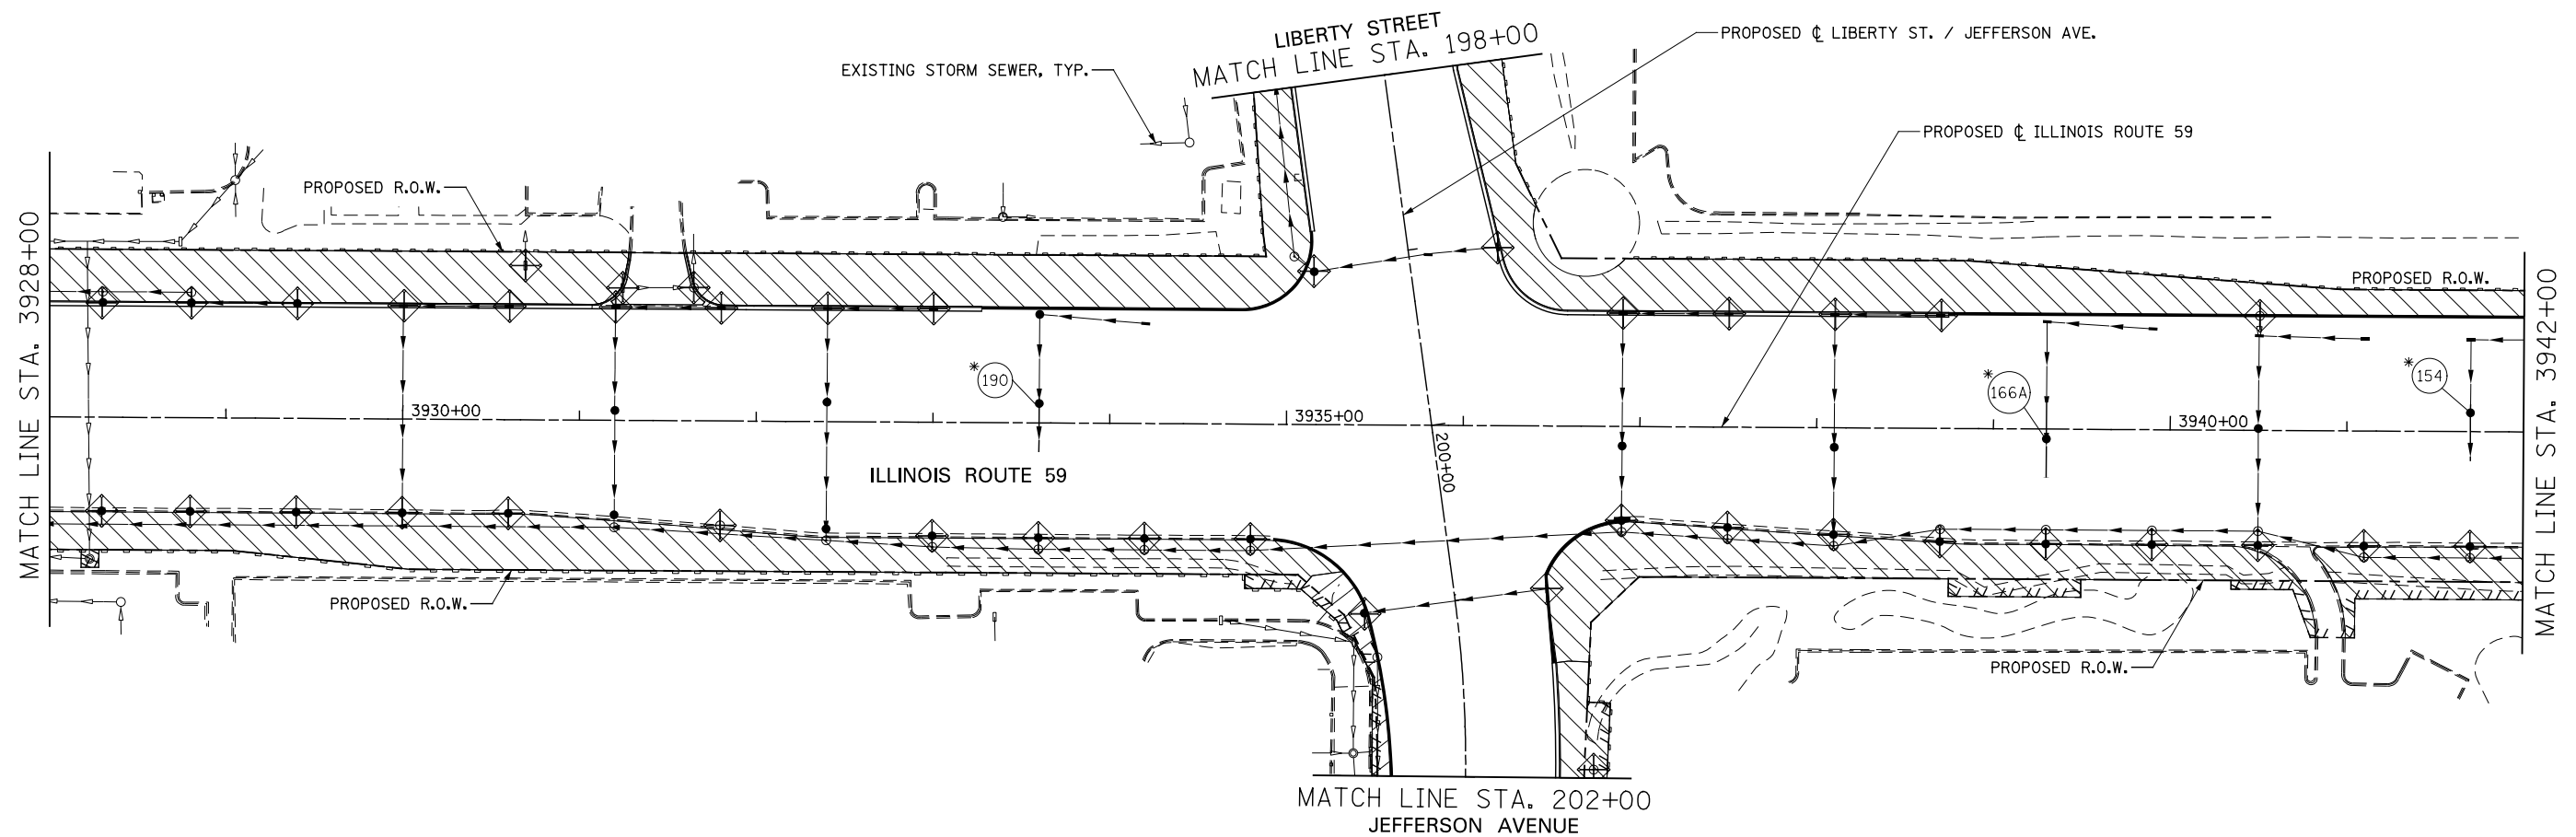 LIBERTY STREET
MATCH LINE STA. 198+00
PROPOSED ℄ LIBERTY ST. / JEFFERSON AVE.
EXISTING STORM SEWER, TYP.
PROPOSED ℄ ILLINOIS ROUTE 59
PROPOSED R.O.W.
PROPOSED R.O.W.
MATCH LINE STA. 3928+00
MATCH LINE STA. 3942+00
* 190
* 166A
* 154
3930+00
3935+00
3940+00
200+00
ILLINOIS ROUTE 59
PROPOSED R.O.W.
PROPOSED R.O.W.
MATCH LINE STA. 202+00
JEFFERSON AVENUE